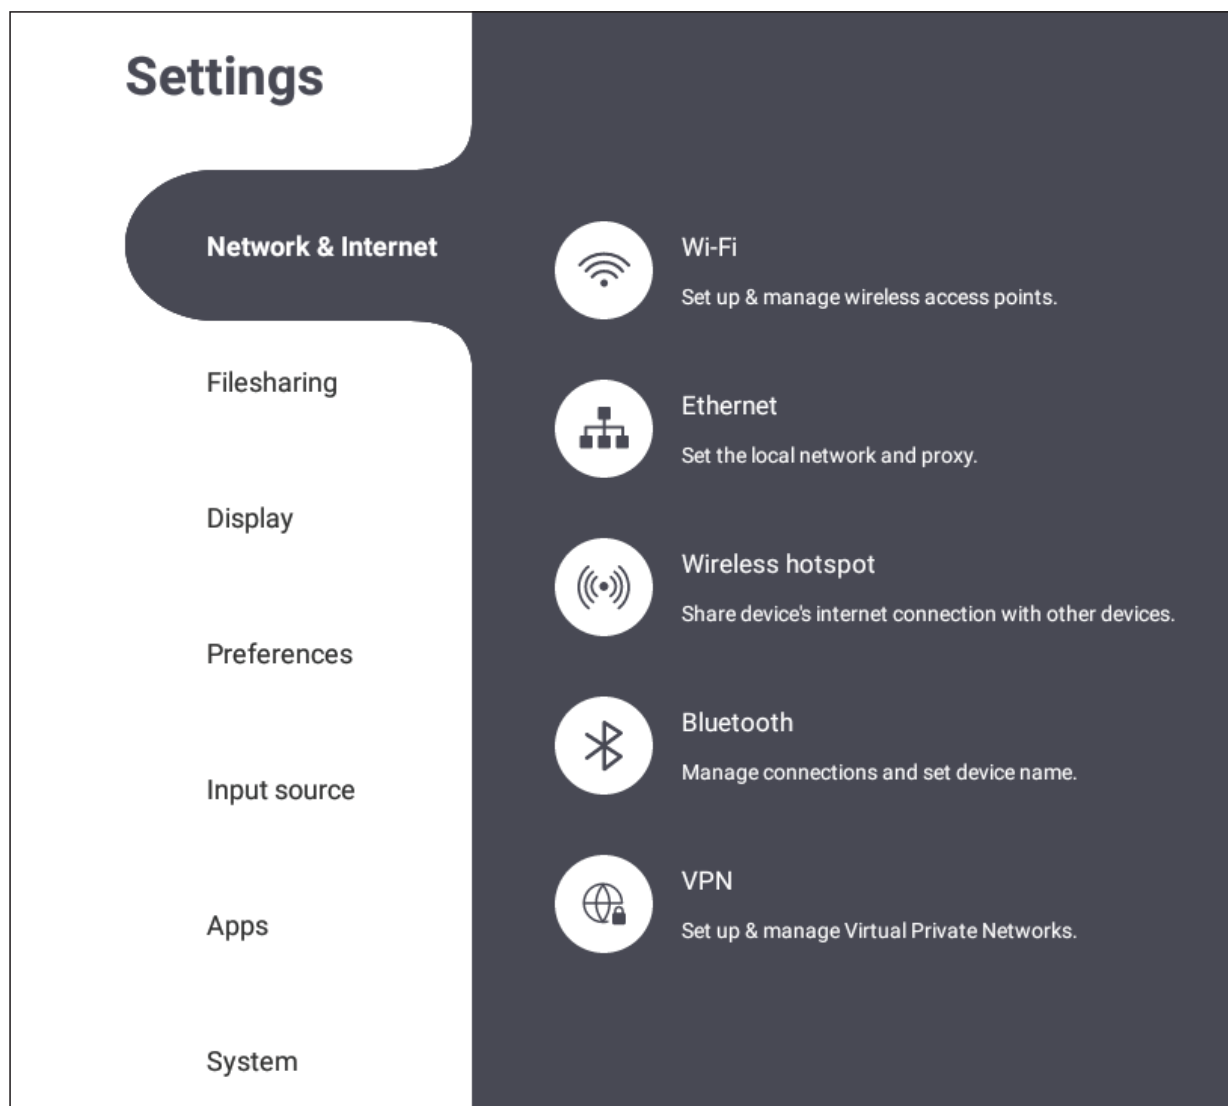 Settings
Network & Internet
Filesharing
Display
Preferences
Input source
Apps
System
Wi-Fi
Set up & manage wireless access points.
Ethernet
Set the local network and proxy.
Wireless hotspot
Share device's internet connection with other devices.
Bluetooth
Manage connections and set device name.
VPN
Set up & manage Virtual Private Networks.